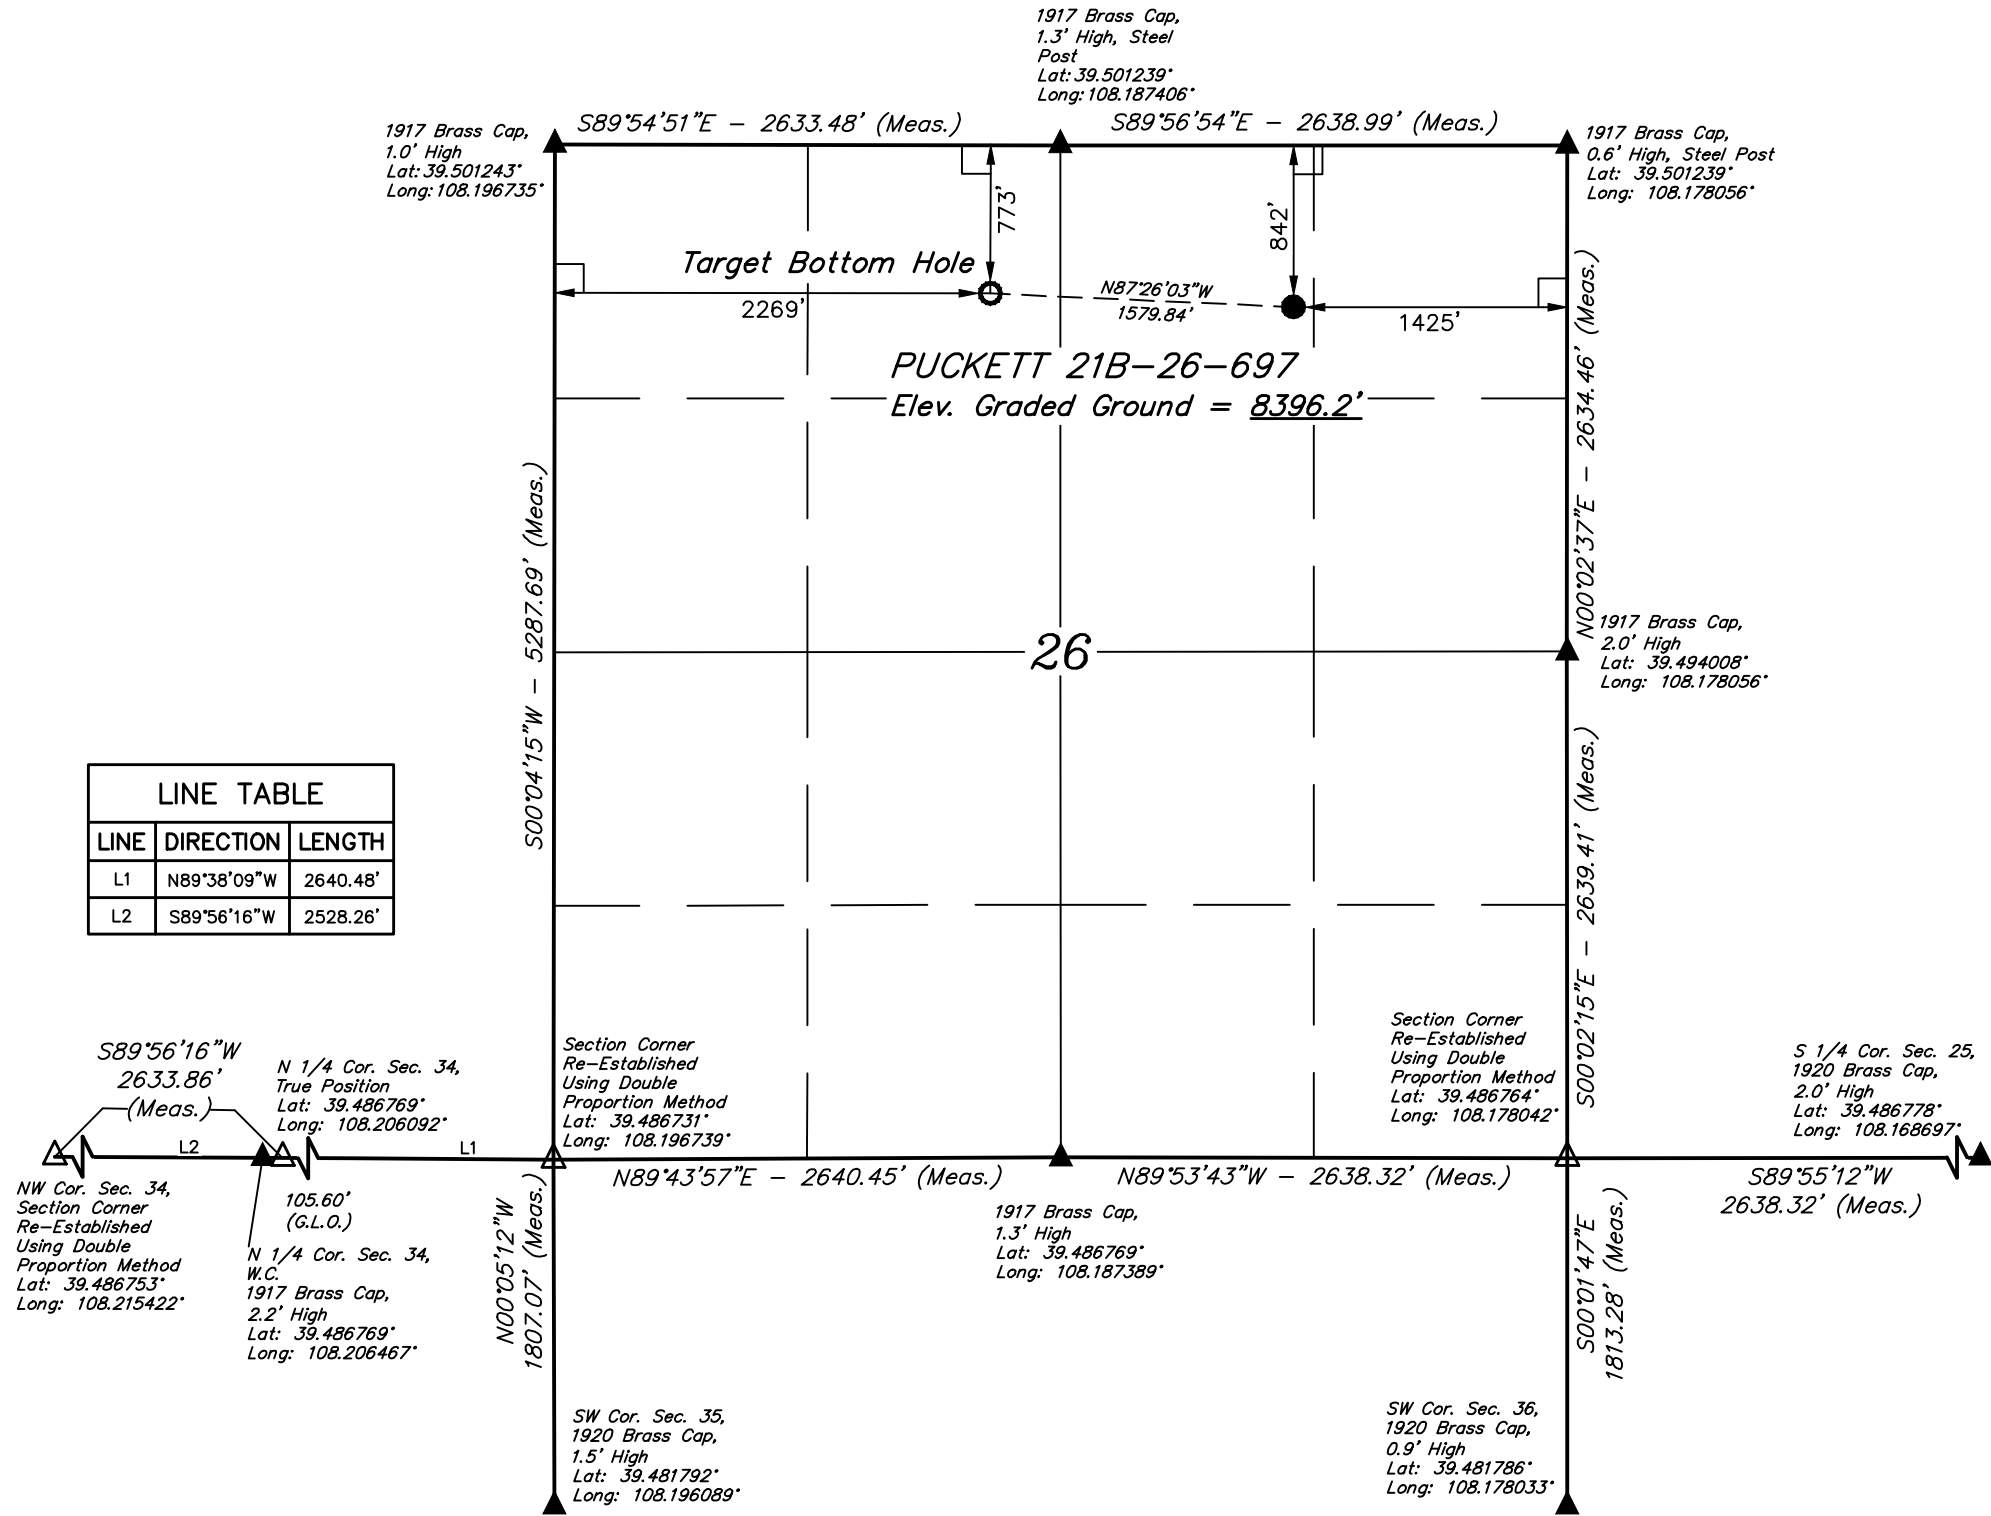 1917 Brass Cap,
1.3' High, Steel
Post
Lat: 39.501239°
Long: 108.187406°
S89°54'51"E – 2633.48' (Meas.)
S89°56'54"E – 2638.99' (Meas.)
1917 Brass Cap,
1.0' High
Lat: 39.501243°
Long: 108.196735°
1917 Brass Cap,
0.6' High, Steel Post
Lat: 39.501239°
Long: 108.178056°
773'
842'
Target Bottom Hole
2269'
N87°26'03"W
1579.84'
1425'
PUCKETT 21B–26–697
Elev. Graded Ground = 8396.2'
S00°04'15"W – 5287.69' (Meas.)
N00°02'37"E – 2634.46' (Meas.)
26
1917 Brass Cap,
2.0' High
Lat: 39.494008°
Long: 108.178056°
S00°02'15"E – 2639.41' (Meas.)
LINE TABLE
LINE DIRECTION LENGTH
L1 N89°38'09"W 2640.48'
L2 S89°56'16"W 2528.26'
S89°56'16"W
2633.86'
(Meas.)
N 1/4 Cor. Sec. 34,
True Position
Lat: 39.486769°
Long: 108.206092°
L2
L1
Section Corner
Re–Established
Using Double
Proportion Method
Lat: 39.486731°
Long: 108.196739°
Section Corner
Re–Established
Using Double
Proportion Method
Lat: 39.486764°
Long: 108.178042°
S 1/4 Cor. Sec. 25,
1920 Brass Cap,
2.0' High
Lat: 39.486778°
Long: 108.168697°
N89°43'57"E – 2640.45' (Meas.)
N89°53'43"W – 2638.32' (Meas.)
S89°55'12"W
2638.32' (Meas.)
NW Cor. Sec. 34,
Section Corner
Re–Established
Using Double
Proportion Method
Lat: 39.486753°
Long: 108.215422°
105.60'
(G.L.O.)
N 1/4 Cor. Sec. 34,
W.C.
1917 Brass Cap,
2.2' High
Lat: 39.486769°
Long: 108.206467°
N00°05'12"W
1807.07' (Meas.)
1917 Brass Cap,
1.3' High
Lat: 39.486769°
Long: 108.187389°
S00°01'47"E
1813.28' (Meas.)
SW Cor. Sec. 35,
1920 Brass Cap,
1.5' High
Lat: 39.481792°
Long: 108.196089°
SW Cor. Sec. 36,
1920 Brass Cap,
0.9' High
Lat: 39.481786°
Long: 108.178033°